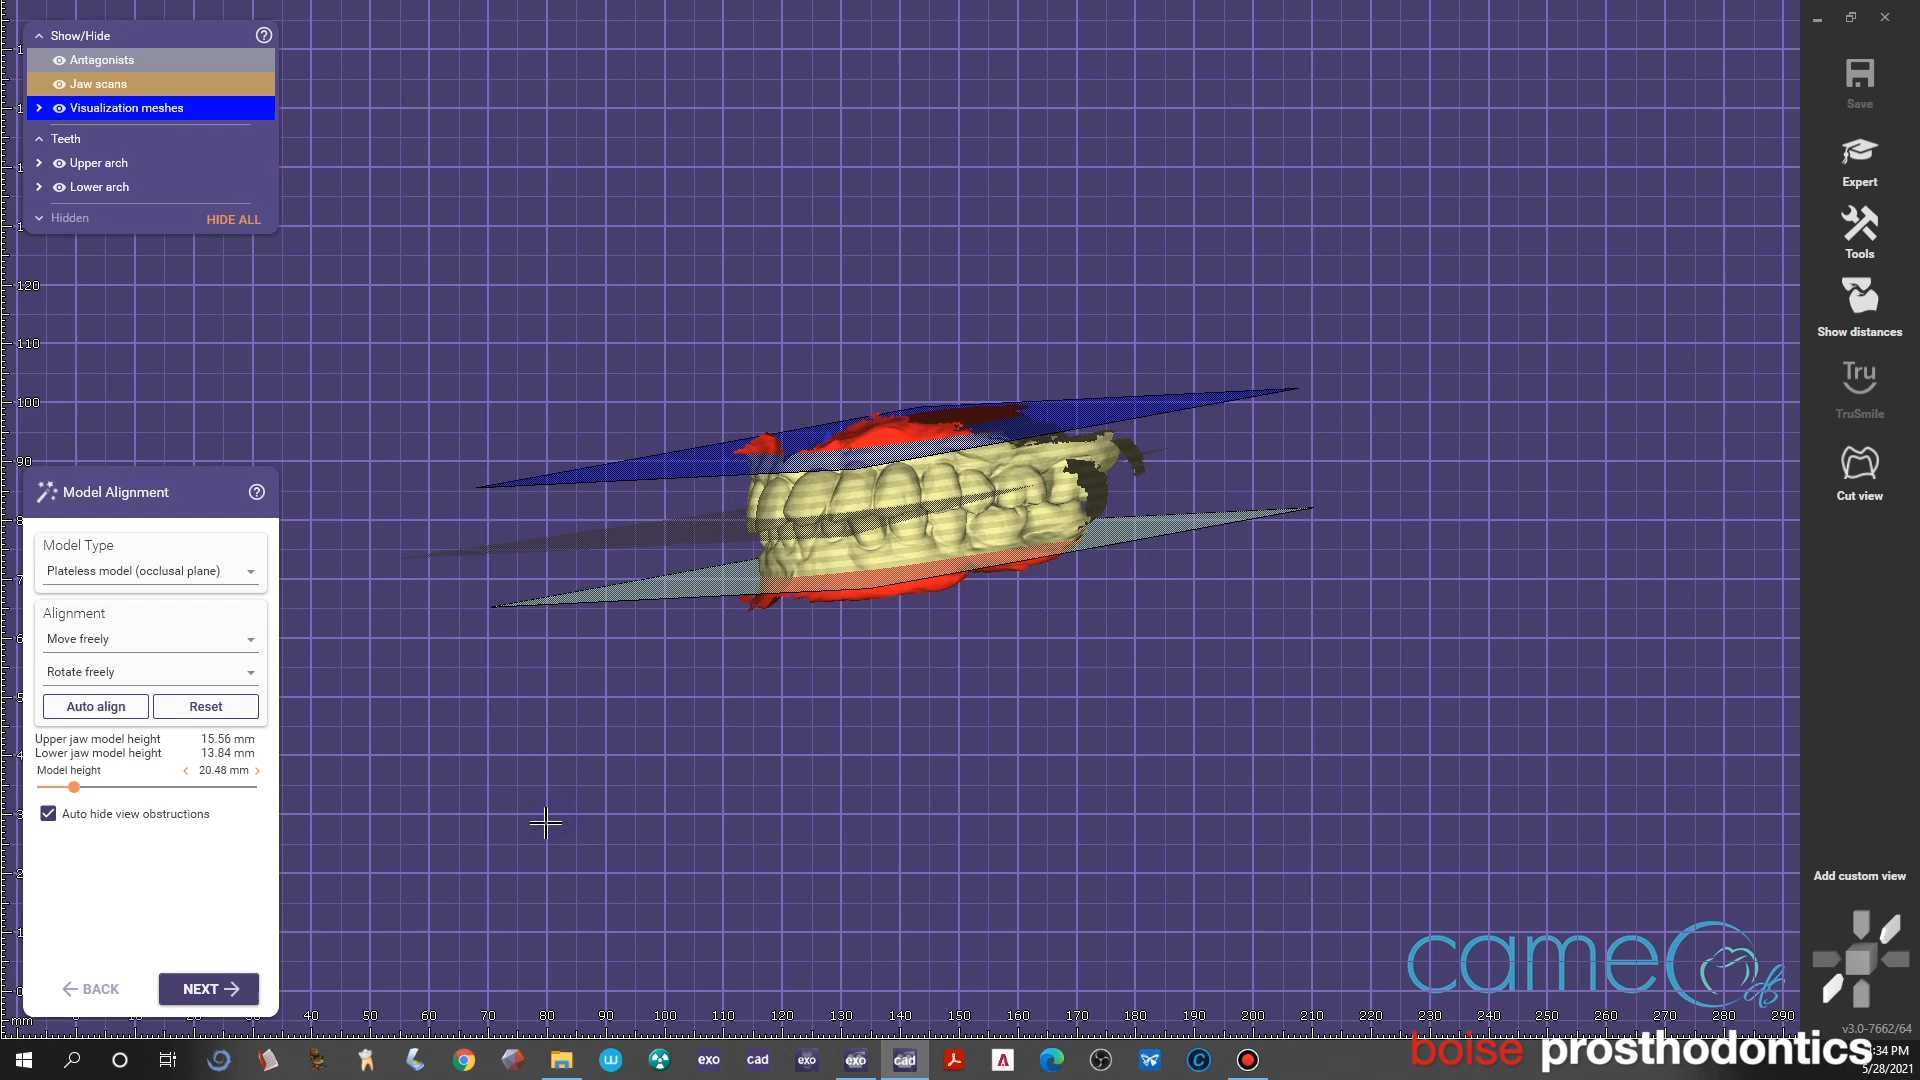 Show/Hide
Antagonists
Jaw scans
Visualization meshes
Teeth
Upper arch
Lower arch
Hidden HIDE ALL
Model Alignment
Model Type
Plateless model (occlusal plane)
Alignment
Move freely
Rotate freely
Auto align Reset
Upper jaw model height 15.56 mm
Lower jaw model height 13.84 mm
Model height 20.48 mm
Auto hide view obstructions
BACK NEXT
120
110
100
90
mm
40 50 60 70 80 90 100 110 120 130 140 150 160 170 180 190 200 210 220 230 240 250 260 270 280 290
Save
Expert
Tools
Show distances
Tru
TruSmile
Cut view
Add custom view
cameo ds
v3.0-7662/64
boise prosthodontics
:34 PM
5/28/2021
exo cad exo exo cad